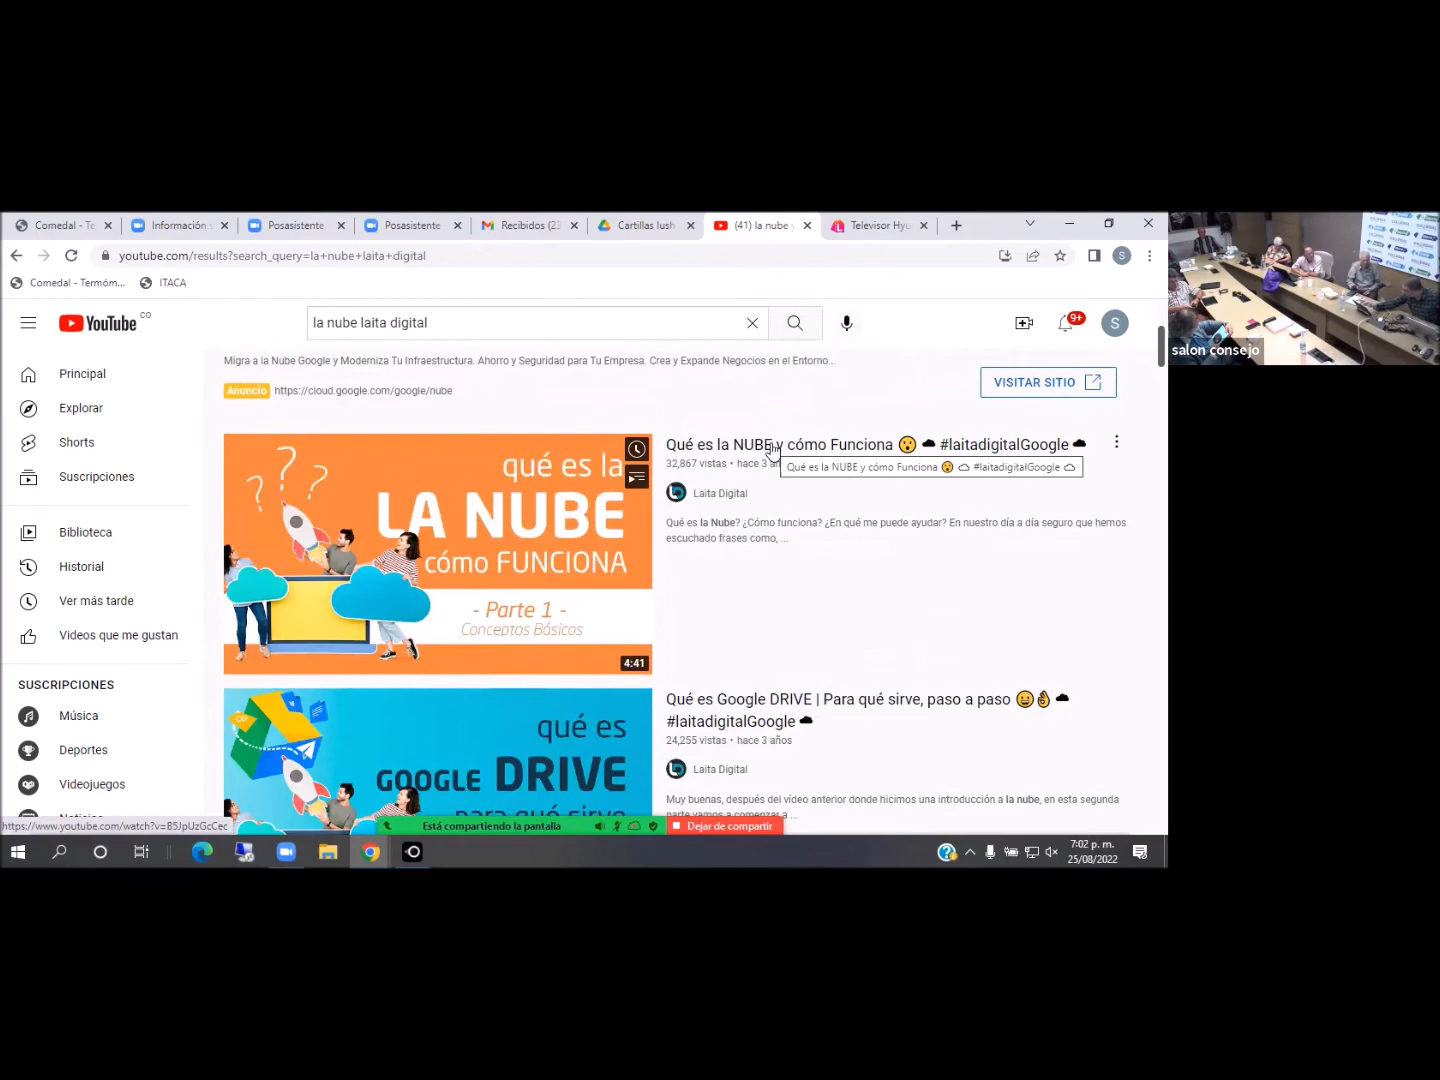 Comedal - Te
Información
Posasistente
Posasistente
Recibidos (23
Cartillas lush
(41) la nube
Televisor Hyu
youtube.com/results?search_query=la+nube+laita+digital
S
Comedal - Termóm...
ITACA
salon consejo
YouTube CO
la nube laita digital
9+
S
Principal
Explorar
Shorts
Suscripciones
Biblioteca
Historial
Ver más tarde
Videos que me gustan
SUSCRIPCIONES
Música
Deportes
Videojuegos
Migra a la Nube Google y Moderniza Tu Infraestructura. Ahorro y Seguridad para Tu Empresa. Crea y Expande Negocios en el Entorno...
Anuncio https://cloud.google.com/google/nube
VISITAR SITIO
qué es la
LA NUBE
cómo FUNCIONA
- Parte 1 -
Conceptos Básicos
4:41
Qué es la NUBE y cómo Funciona 😮 ☁ #laitadigitalGoogle ☁
32,867 vistas • hace 3 añ
Qué es la NUBE y cómo Funciona 😮 ☁ #laitadigitalGoogle ☁
Laita Digital
Qué es la Nube? ¿Cómo funciona? ¿En qué me puede ayudar? En nuestro día a día seguro que hemos
escuchado frases como, ...
qué es
GOOGLE DRIVE
para qué sirve
Qué es Google DRIVE | Para qué sirve, paso a paso 😀👌 ☁
#laitadigitalGoogle ☁
24,255 vistas • hace 3 años
Laita Digital
Muy buenas, después del vídeo anterior donde hicimos una introducción a la nube, en esta segunda
parte vamos a comenzar a ...
https://www.youtube.com/watch?v=B5JpUzGcCec
Está compartiendo la pantalla
Dejar de compartir
7:02 p. m.
25/08/2022